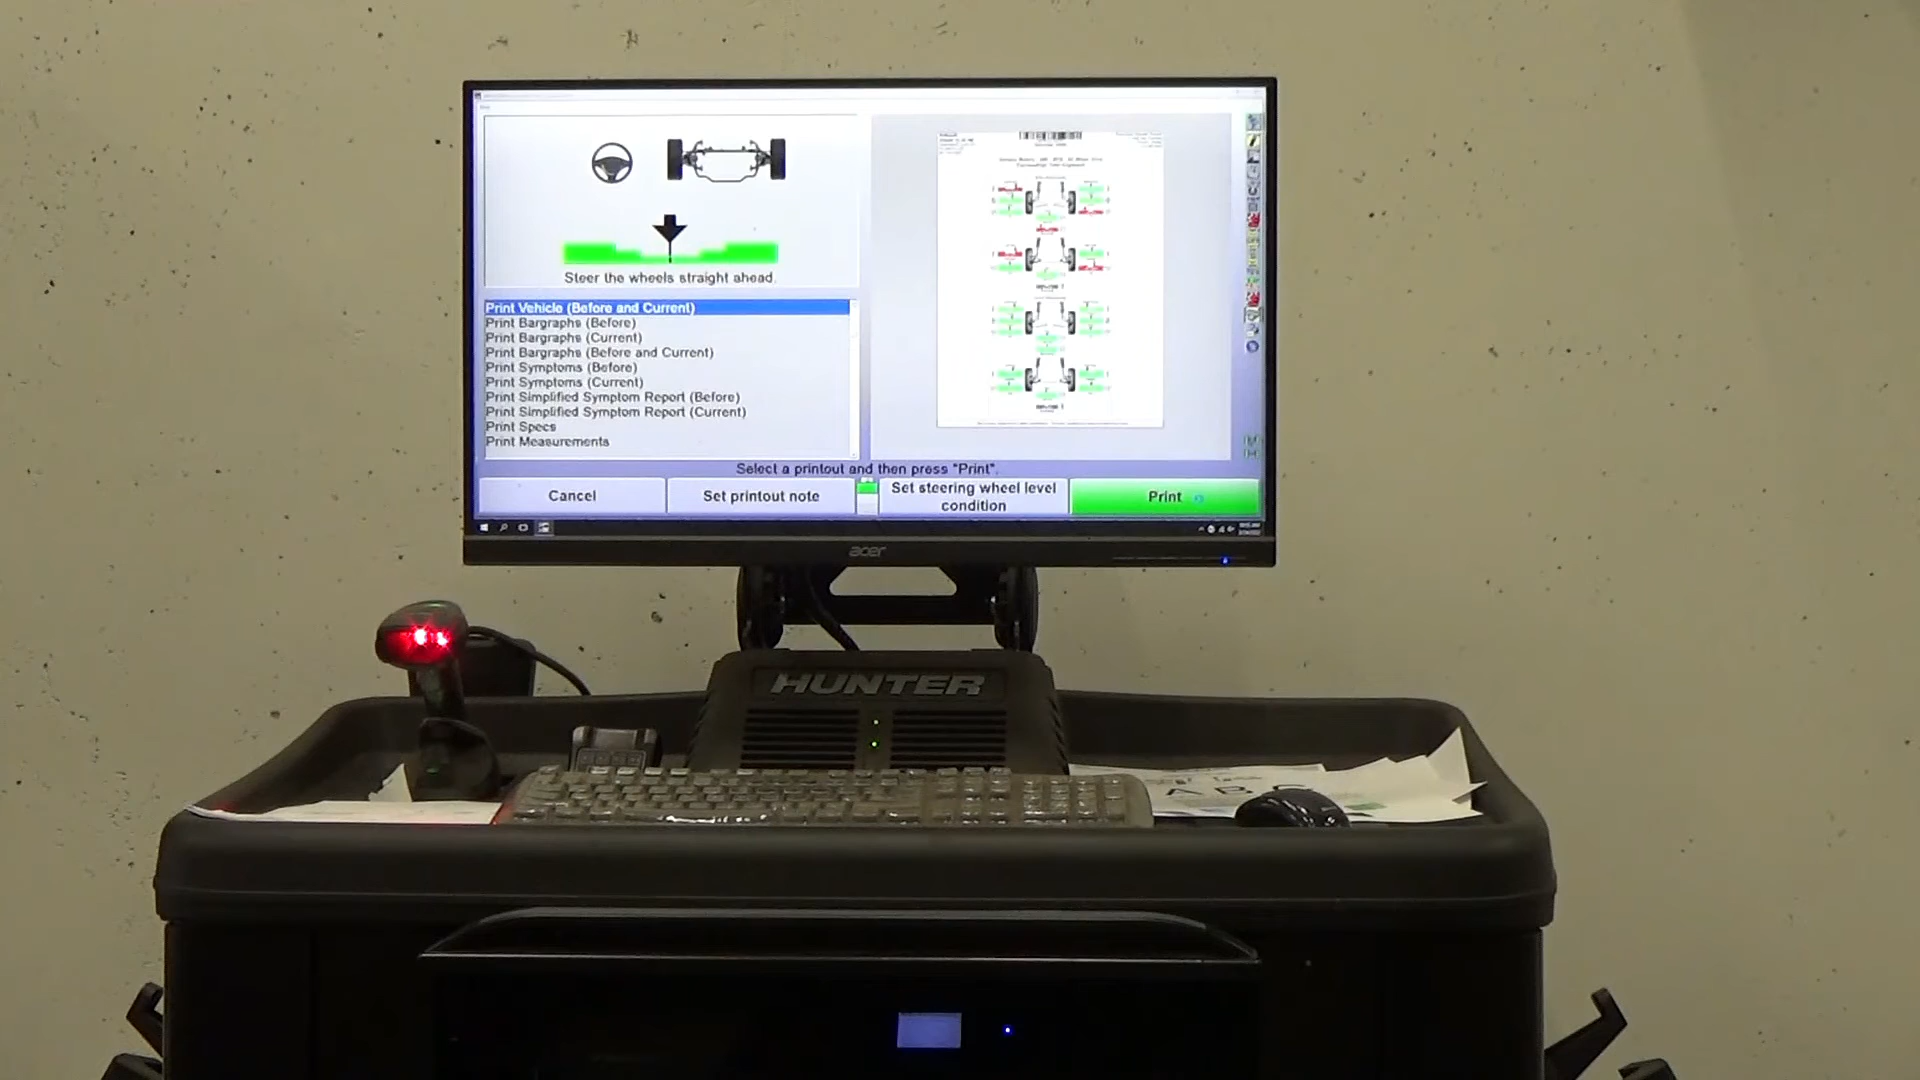 Steer the wheels straight ahead.
Print Vehicle (Before and Current)
Print Bargraphs (Before)
Print Bargraphs (Current)
Print Bargraphs (Before and Current)
Print Symptoms (Before)
Print Symptoms (Current)
Print Simplified Symptom Report (Before)
Print Simplified Symptom Report (Current)
Print Specs
Print Measurements
Select a printout and then press "Print".
Cancel
Set printout note
Set steering wheel level
condition
Print
acer
HUNTER
A B C